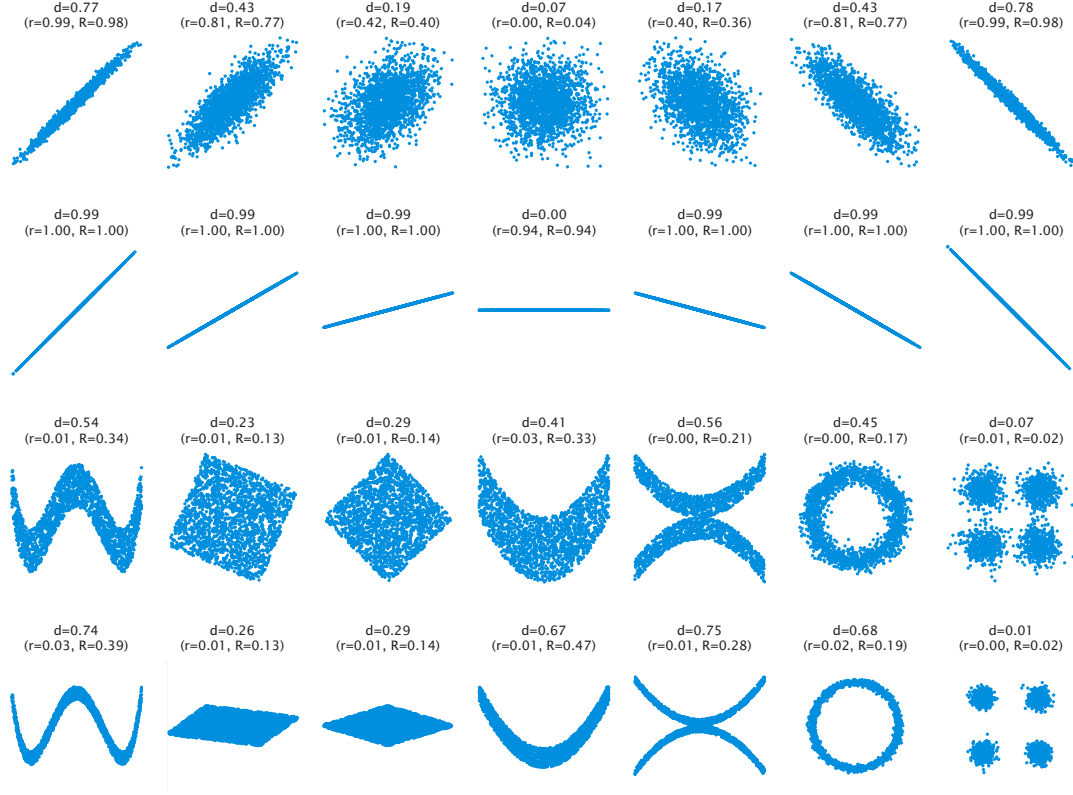 d=0.77
(r=0.99, R=0.98)
d=0.43
(r=0.81, R=0.77)
d=0.19
(r=0.42, R=0.40)
d=0.07
(r=0.00, R=0.04)
d=0.17
(r=0.40, R=0.36)
d=0.43
(r=0.81, R=0.77)
d=0.78
(r=0.99, R=0.98)
d=0.99
(r=1.00, R=1.00)
d=0.99
(r=1.00, R=1.00)
d=0.99
(r=1.00, R=1.00)
d=0.00
(r=0.94, R=0.94)
d=0.99
(r=1.00, R=1.00)
d=0.99
(r=1.00, R=1.00)
d=0.99
(r=1.00, R=1.00)
d=0.54
(r=0.01, R=0.34)
d=0.23
(r=0.01, R=0.13)
d=0.29
(r=0.01, R=0.14)
d=0.41
(r=0.03, R=0.33)
d=0.56
(r=0.00, R=0.21)
d=0.45
(r=0.00, R=0.17)
d=0.07
(r=0.01, R=0.02)
d=0.74
(r=0.03, R=0.39)
d=0.26
(r=0.01, R=0.13)
d=0.29
(r=0.01, R=0.14)
d=0.67
(r=0.01, R=0.47)
d=0.75
(r=0.01, R=0.28)
d=0.68
(r=0.02, R=0.19)
d=0.01
(r=0.00, R=0.02)